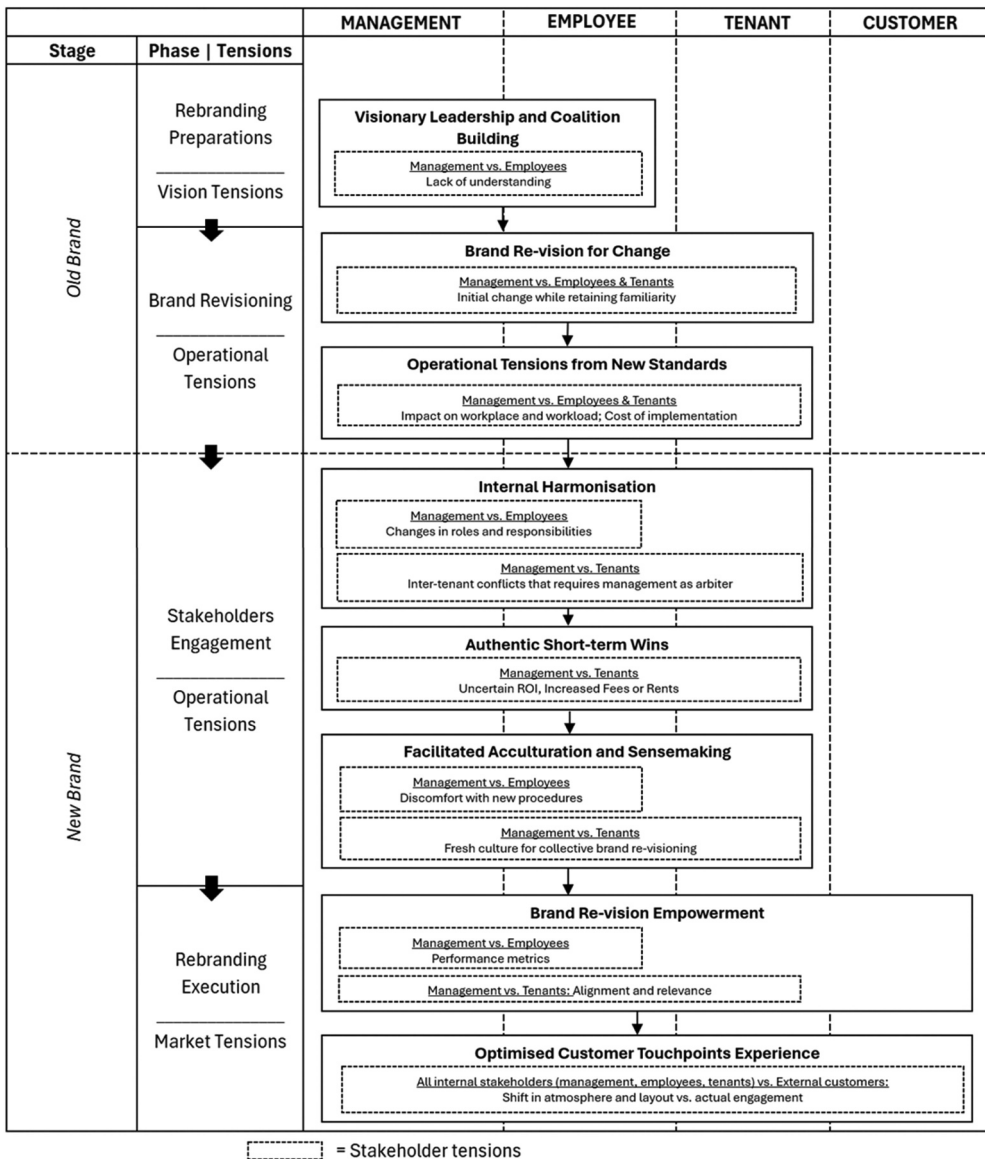 MANAGEMENT EMPLOYEE TENANT CUSTOMER
Stage Phase | Tensions
Old Brand
Rebranding
Preparations
Vision Tensions
Visionary Leadership and Coalition
Building
Management vs. Employees
Lack of understanding
Brand Revisioning
Operational
Tensions
Brand Re-vision for Change
Management vs. Employees & Tenants
Initial change while retaining familiarity
Operational Tensions from New Standards
Management vs. Employees & Tenants
Impact on workplace and workload; Cost of implementation
New Brand
Stakeholders
Engagement
Operational
Tensions
Internal Harmonisation
Management vs. Employees
Changes in roles and responsibilities
Management vs. Tenants
Inter-tenant conflicts that requires management as arbiter
Authentic Short-term Wins
Management vs. Tenants
Uncertain ROI, Increased Fees or Rents
Facilitated Acculturation and Sensemaking
Management vs. Employees
Discomfort with new procedures
Management vs. Tenants
Fresh culture for collective brand re-visioning
Rebranding
Execution
Market Tensions
Brand Re-vision Empowerment
Management vs. Employees
Performance metrics
Management vs. Tenants: Alignment and relevance
Optimised Customer Touchpoints Experience
All internal stakeholders (management, employees, tenants) vs. External customers:
Shift in atmosphere and layout vs. actual engagement
= Stakeholder tensions